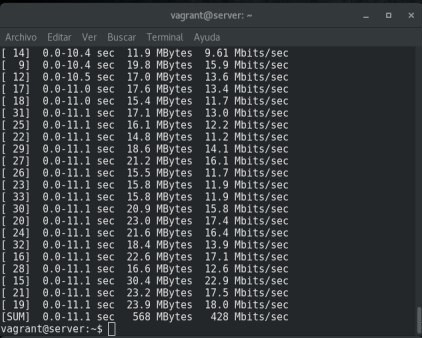 vagrant@server: ~
Archivo Editar Ver Buscar Terminal Ayuda
[ 14] 0.0-10.4 sec 11.9 MBytes 9.61 Mbits/sec
[ 9] 0.0-10.4 sec 19.8 MBytes 15.9 Mbits/sec
[ 12] 0.0-10.5 sec 17.0 MBytes 13.6 Mbits/sec
[ 17] 0.0-11.0 sec 17.6 MBytes 13.4 Mbits/sec
[ 18] 0.0-11.0 sec 15.4 MBytes 11.7 Mbits/sec
[ 31] 0.0-11.1 sec 17.1 MBytes 13.0 Mbits/sec
[ 25] 0.0-11.1 sec 16.1 MBytes 12.2 Mbits/sec
[ 22] 0.0-11.1 sec 14.8 MBytes 11.2 Mbits/sec
[ 29] 0.0-11.1 sec 18.6 MBytes 14.1 Mbits/sec
[ 27] 0.0-11.1 sec 21.2 MBytes 16.1 Mbits/sec
[ 26] 0.0-11.1 sec 15.5 MBytes 11.7 Mbits/sec
[ 23] 0.0-11.1 sec 15.8 MBytes 11.9 Mbits/sec
[ 33] 0.0-11.1 sec 15.8 MBytes 11.9 Mbits/sec
[ 30] 0.0-11.1 sec 20.9 MBytes 15.8 Mbits/sec
[ 20] 0.0-11.1 sec 23.0 MBytes 17.4 Mbits/sec
[ 24] 0.0-11.1 sec 21.6 MBytes 16.4 Mbits/sec
[ 32] 0.0-11.1 sec 18.4 MBytes 13.9 Mbits/sec
[ 16] 0.0-11.1 sec 22.6 MBytes 17.1 Mbits/sec
[ 28] 0.0-11.1 sec 16.6 MBytes 12.6 Mbits/sec
[ 15] 0.0-11.1 sec 30.4 MBytes 22.9 Mbits/sec
[ 21] 0.0-11.1 sec 23.2 MBytes 17.5 Mbits/sec
[ 19] 0.0-11.1 sec 23.9 MBytes 18.0 Mbits/sec
[SUM] 0.0-11.1 sec 568 MBytes 428 Mbits/sec
vagrant@server:~$